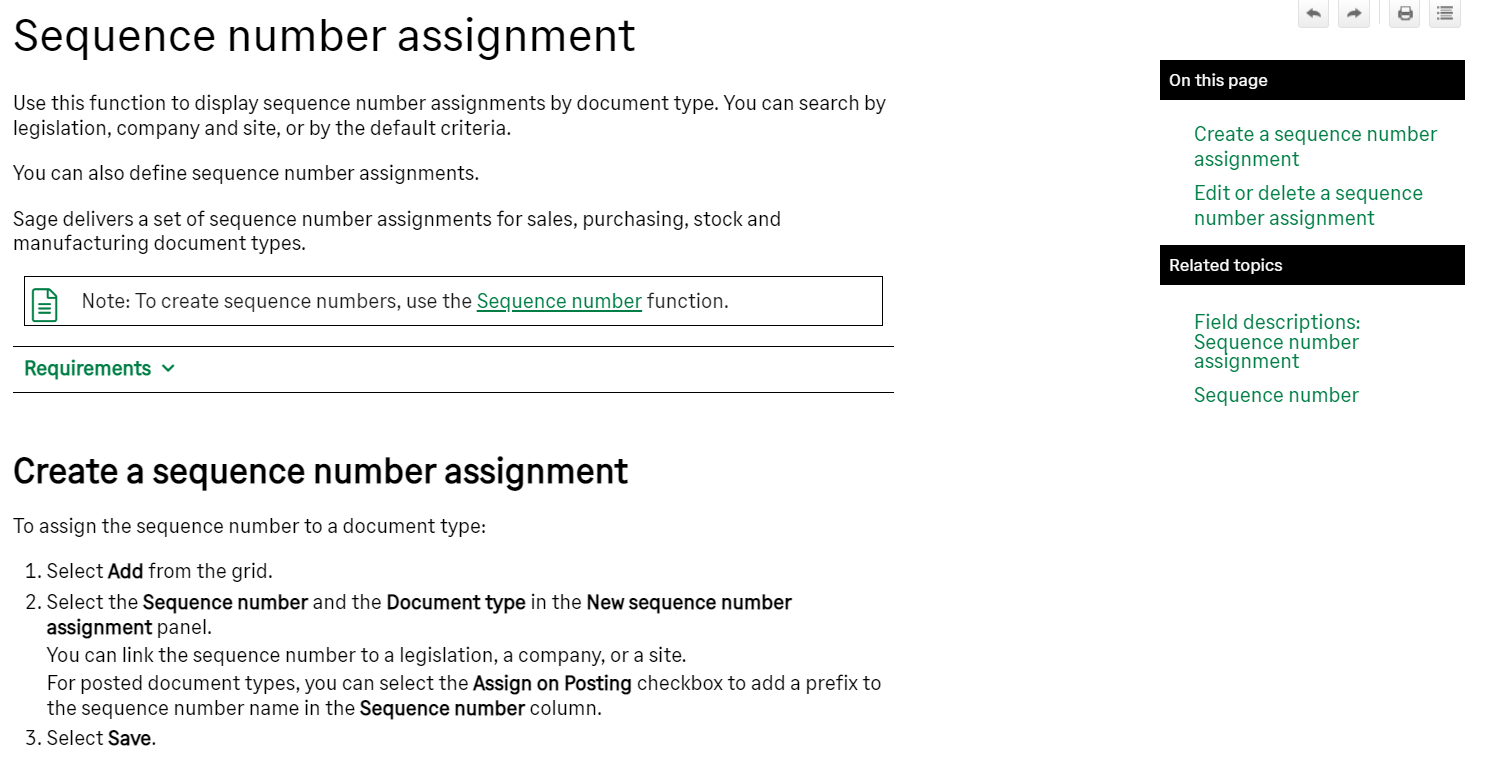 Sequence number assignment
Use this function to display sequence number assignments by document type. You can search by
legislation, company and site, or by the default criteria.
You can also define sequence number assignments.
Sage delivers a set of sequence number assignments for sales, purchasing, stock and
manufacturing document types.
Note: To create sequence numbers, use the Sequence number function.
Requirements
Create a sequence number assignment
To assign the sequence number to a document type:
1. Select Add from the grid.
2. Select the Sequence number and the Document type in the New sequence number
assignment panel.
You can link the sequence number to a legislation, a company, or a site.
For posted document types, you can select the Assign on Posting checkbox to add a prefix to
the sequence number name in the Sequence number column.
3. Select Save.
On this page
Create a sequence number
assignment
Edit or delete a sequence
number assignment
Related topics
Field descriptions:
Sequence number
assignment
Sequence number